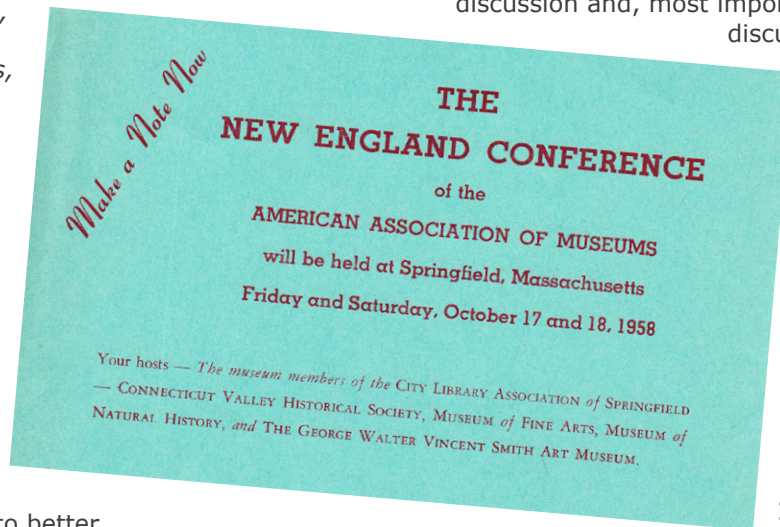 discussion and, most impor
discu
s,
Make a Note Now
THE
NEW ENGLAND CONFERENCE
of the
AMERICAN ASSOCIATION OF MUSEUMS
will be held at Springfield, Massachusetts
Friday and Saturday, October 17 and 18, 1958
Your hosts — The museum members of the CITY LIBRARY ASSOCIATION of SPRINGFIELD
— CONNECTICUT VALLEY HISTORICAL SOCIETY, MUSEUM of FINE ARTS, MUSEUM of
NATURAL HISTORY, and THE GEORGE WALTER VINCENT SMITH ART MUSEUM.
to better